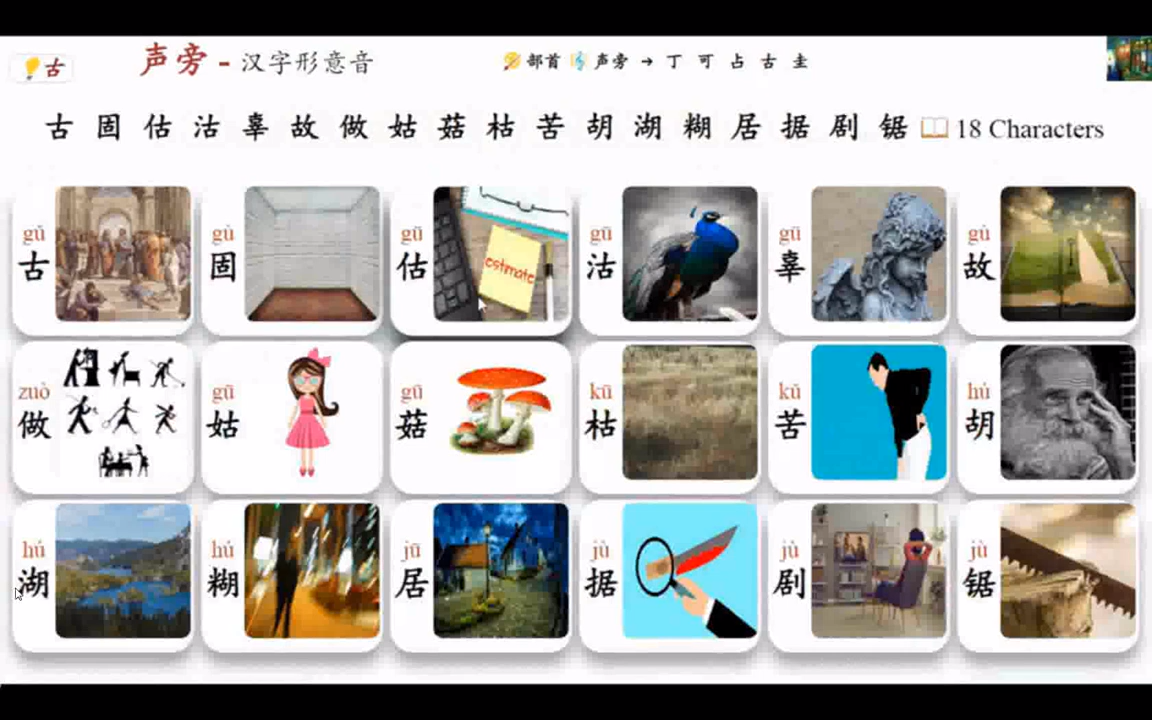 古 声旁 - 汉字形意音 部首 声旁 → 丁 可 占 古 圭
古 固 估 沽 辜 故 做 姑 菇 枯 苦 胡 湖 糊 居 据 剧 锯 18 Characters
gǔ gù gū gū gū gù
古 固 估 沽 辜 故
estimate
zuò gū gū kū kǔ hú
做 姑 菇 枯 苦 胡
hú hú jū jù jù jù
湖 糊 居 据 剧 锯